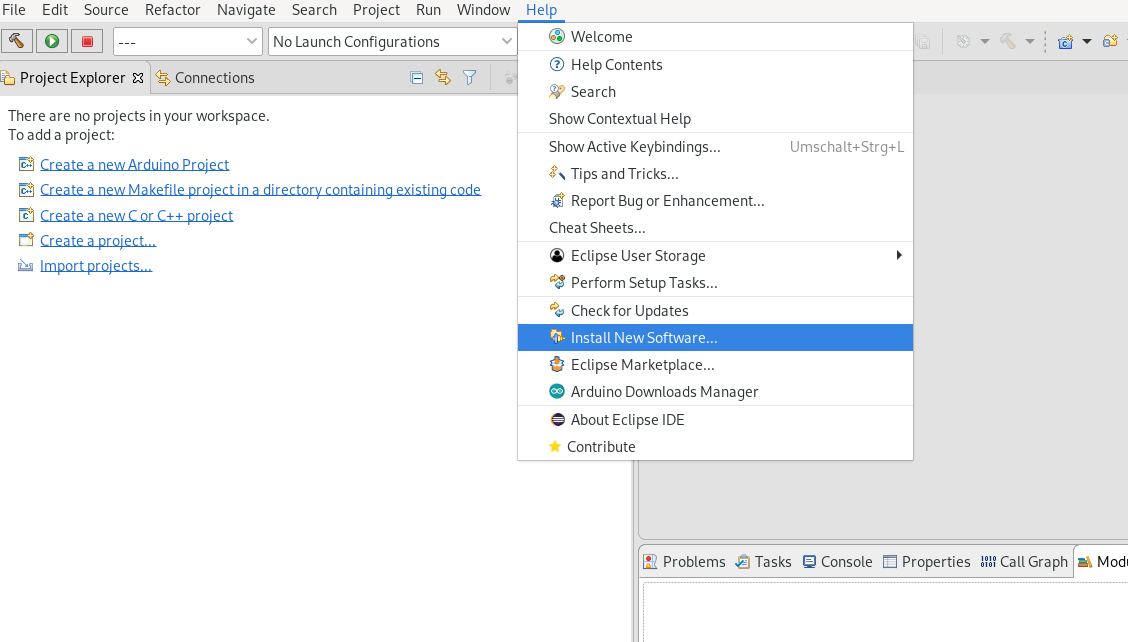 File Edit Source Refactor Navigate Search Project Run Window Help
--- No Launch Configurations
Project Explorer Connections
There are no projects in your workspace.
To add a project:
Create a new Arduino Project
Create a new Makefile project in a directory containing existing code
Create a new C or C++ project
Create a project...
Import projects...
Welcome
Help Contents
Search
Show Contextual Help
Show Active Keybindings... Umschalt+Strg+L
Tips and Tricks...
Report Bug or Enhancement...
Cheat Sheets...
Eclipse User Storage
Perform Setup Tasks...
Check for Updates
Install New Software...
Eclipse Marketplace...
Arduino Downloads Manager
About Eclipse IDE
Contribute
Problems Tasks Console Properties Call Graph